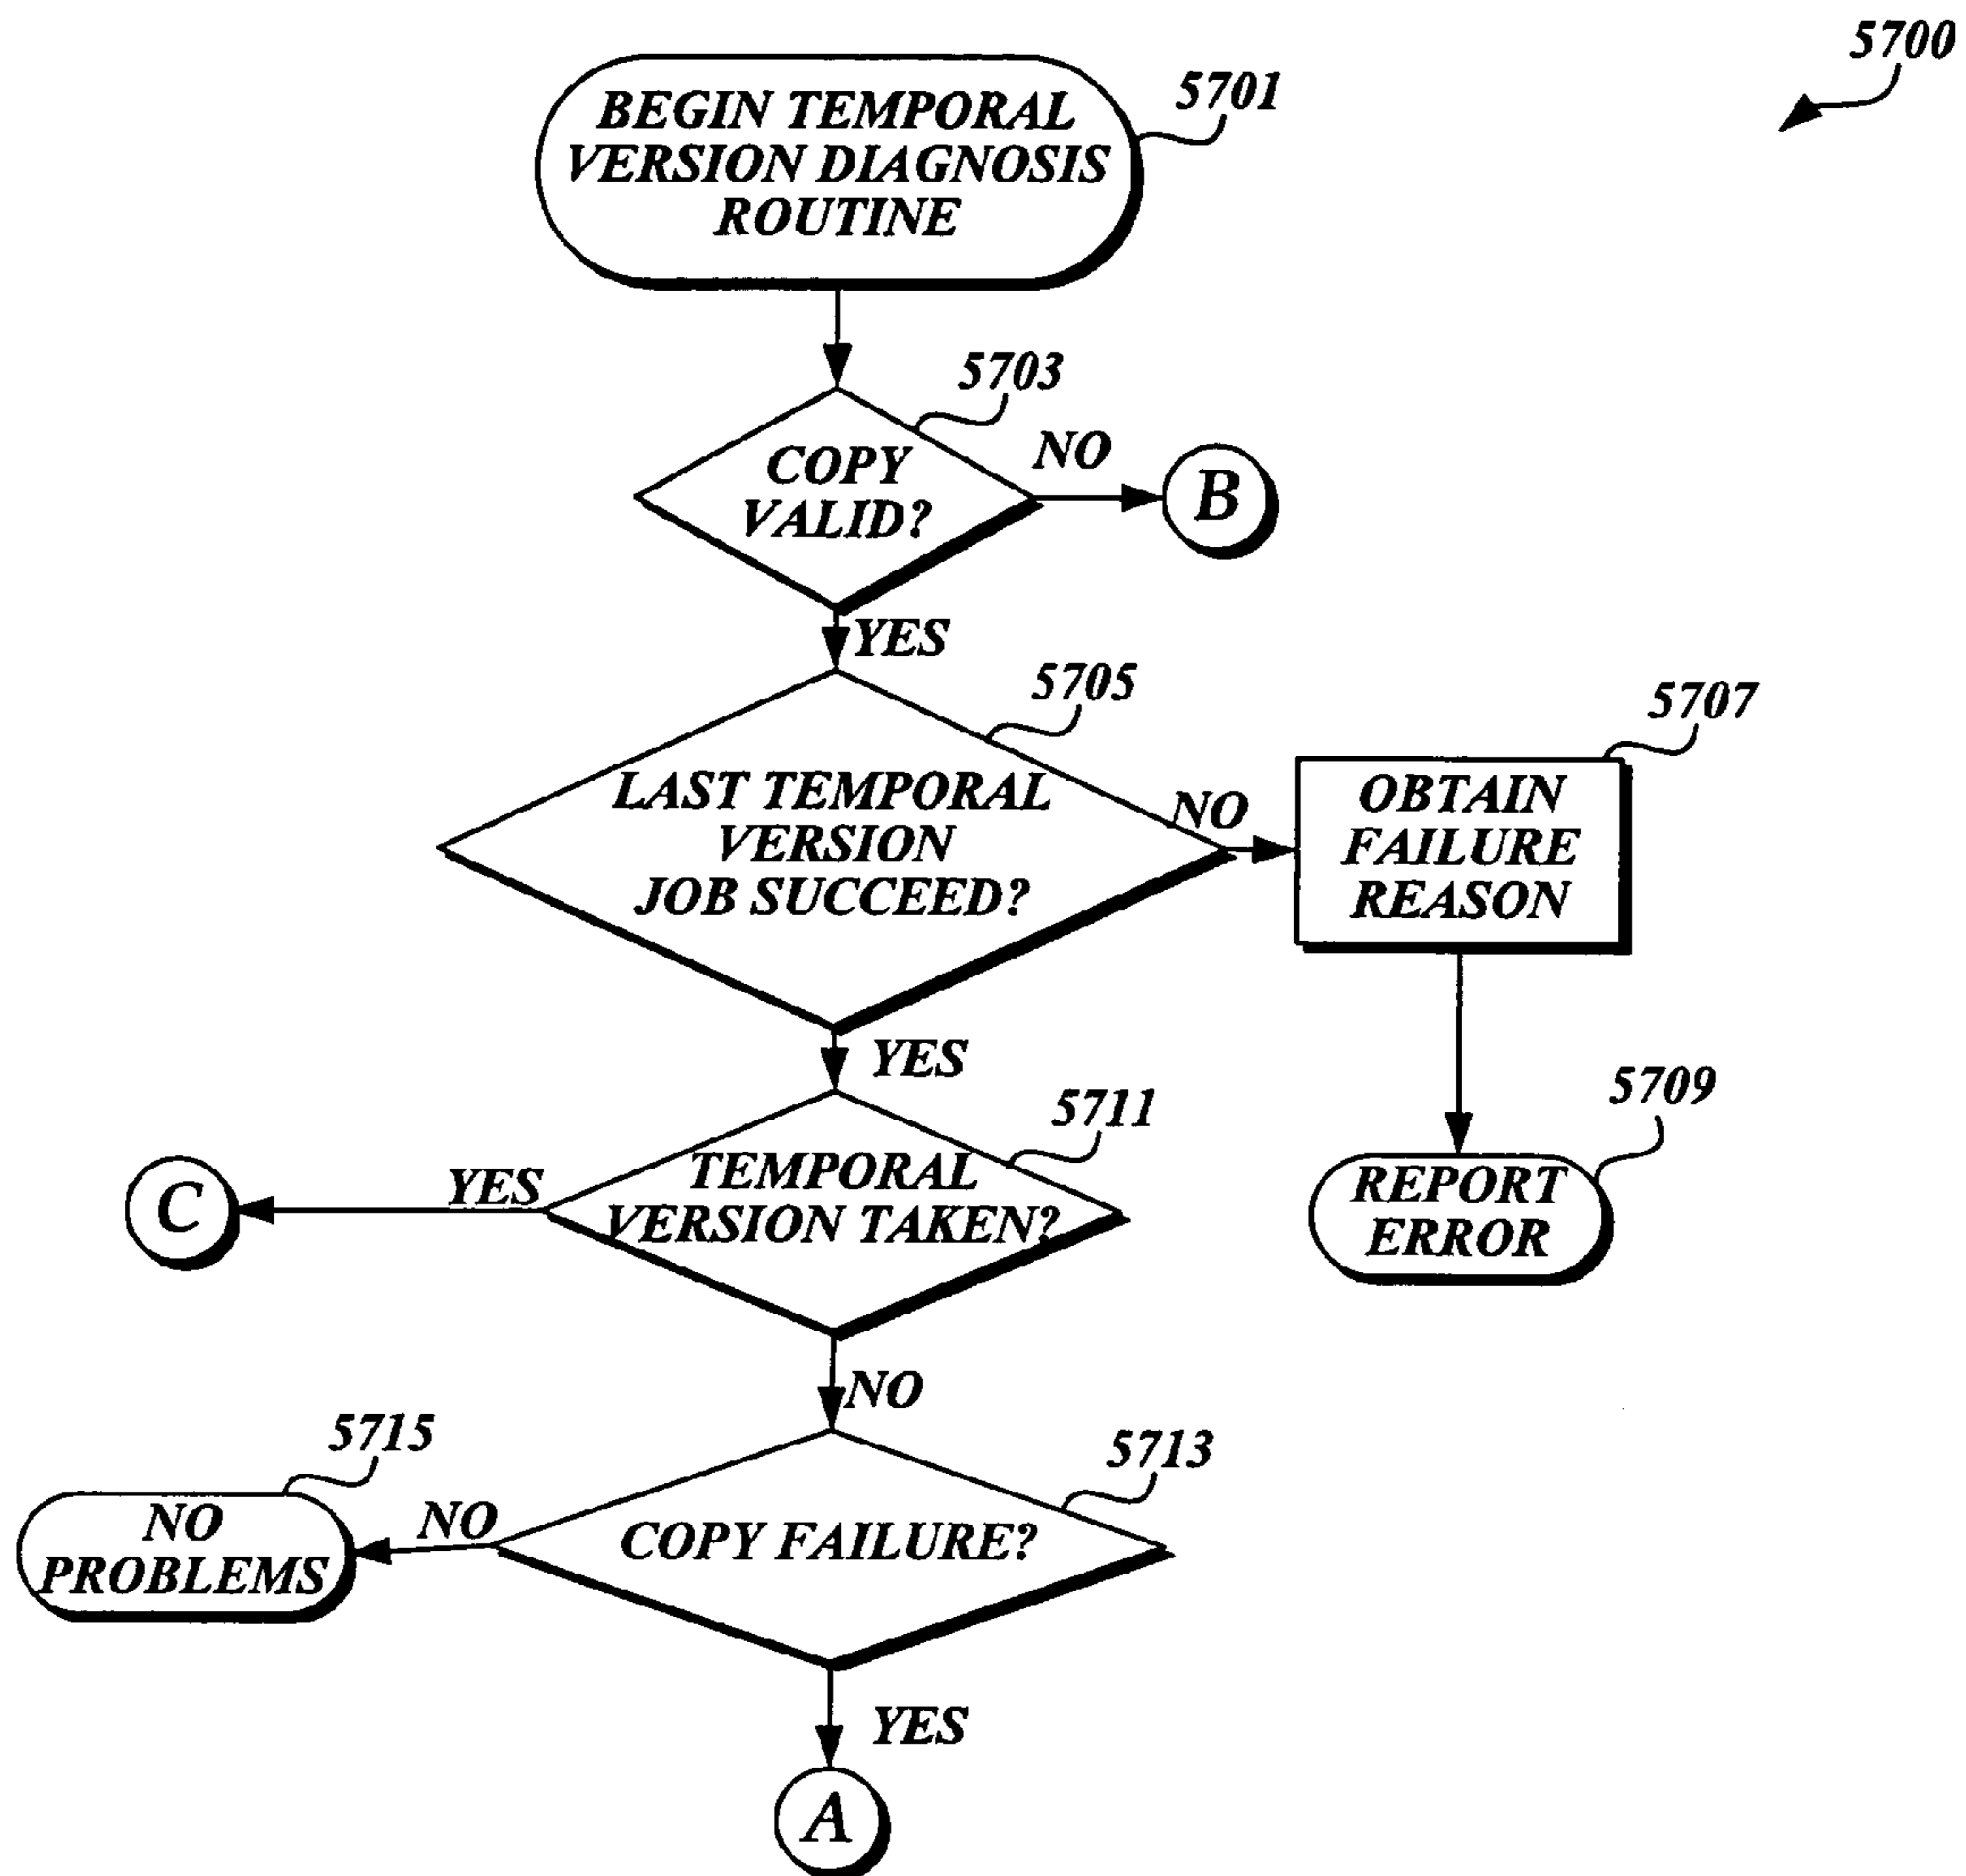 5700
5701
BEGIN TEMPORAL
VERSION DIAGNOSIS
ROUTINE
5703
COPY
VALID?
NO
B
YES
5705
LAST TEMPORAL
VERSION
JOB SUCCEED?
NO
5707
OBTAIN
FAILURE
REASON
YES
5709
REPORT
ERROR
5711
TEMPORAL
VERSION TAKEN?
YES
C
NO
5713
COPY FAILURE?
NO
5715
NO
PROBLEMS
YES
A